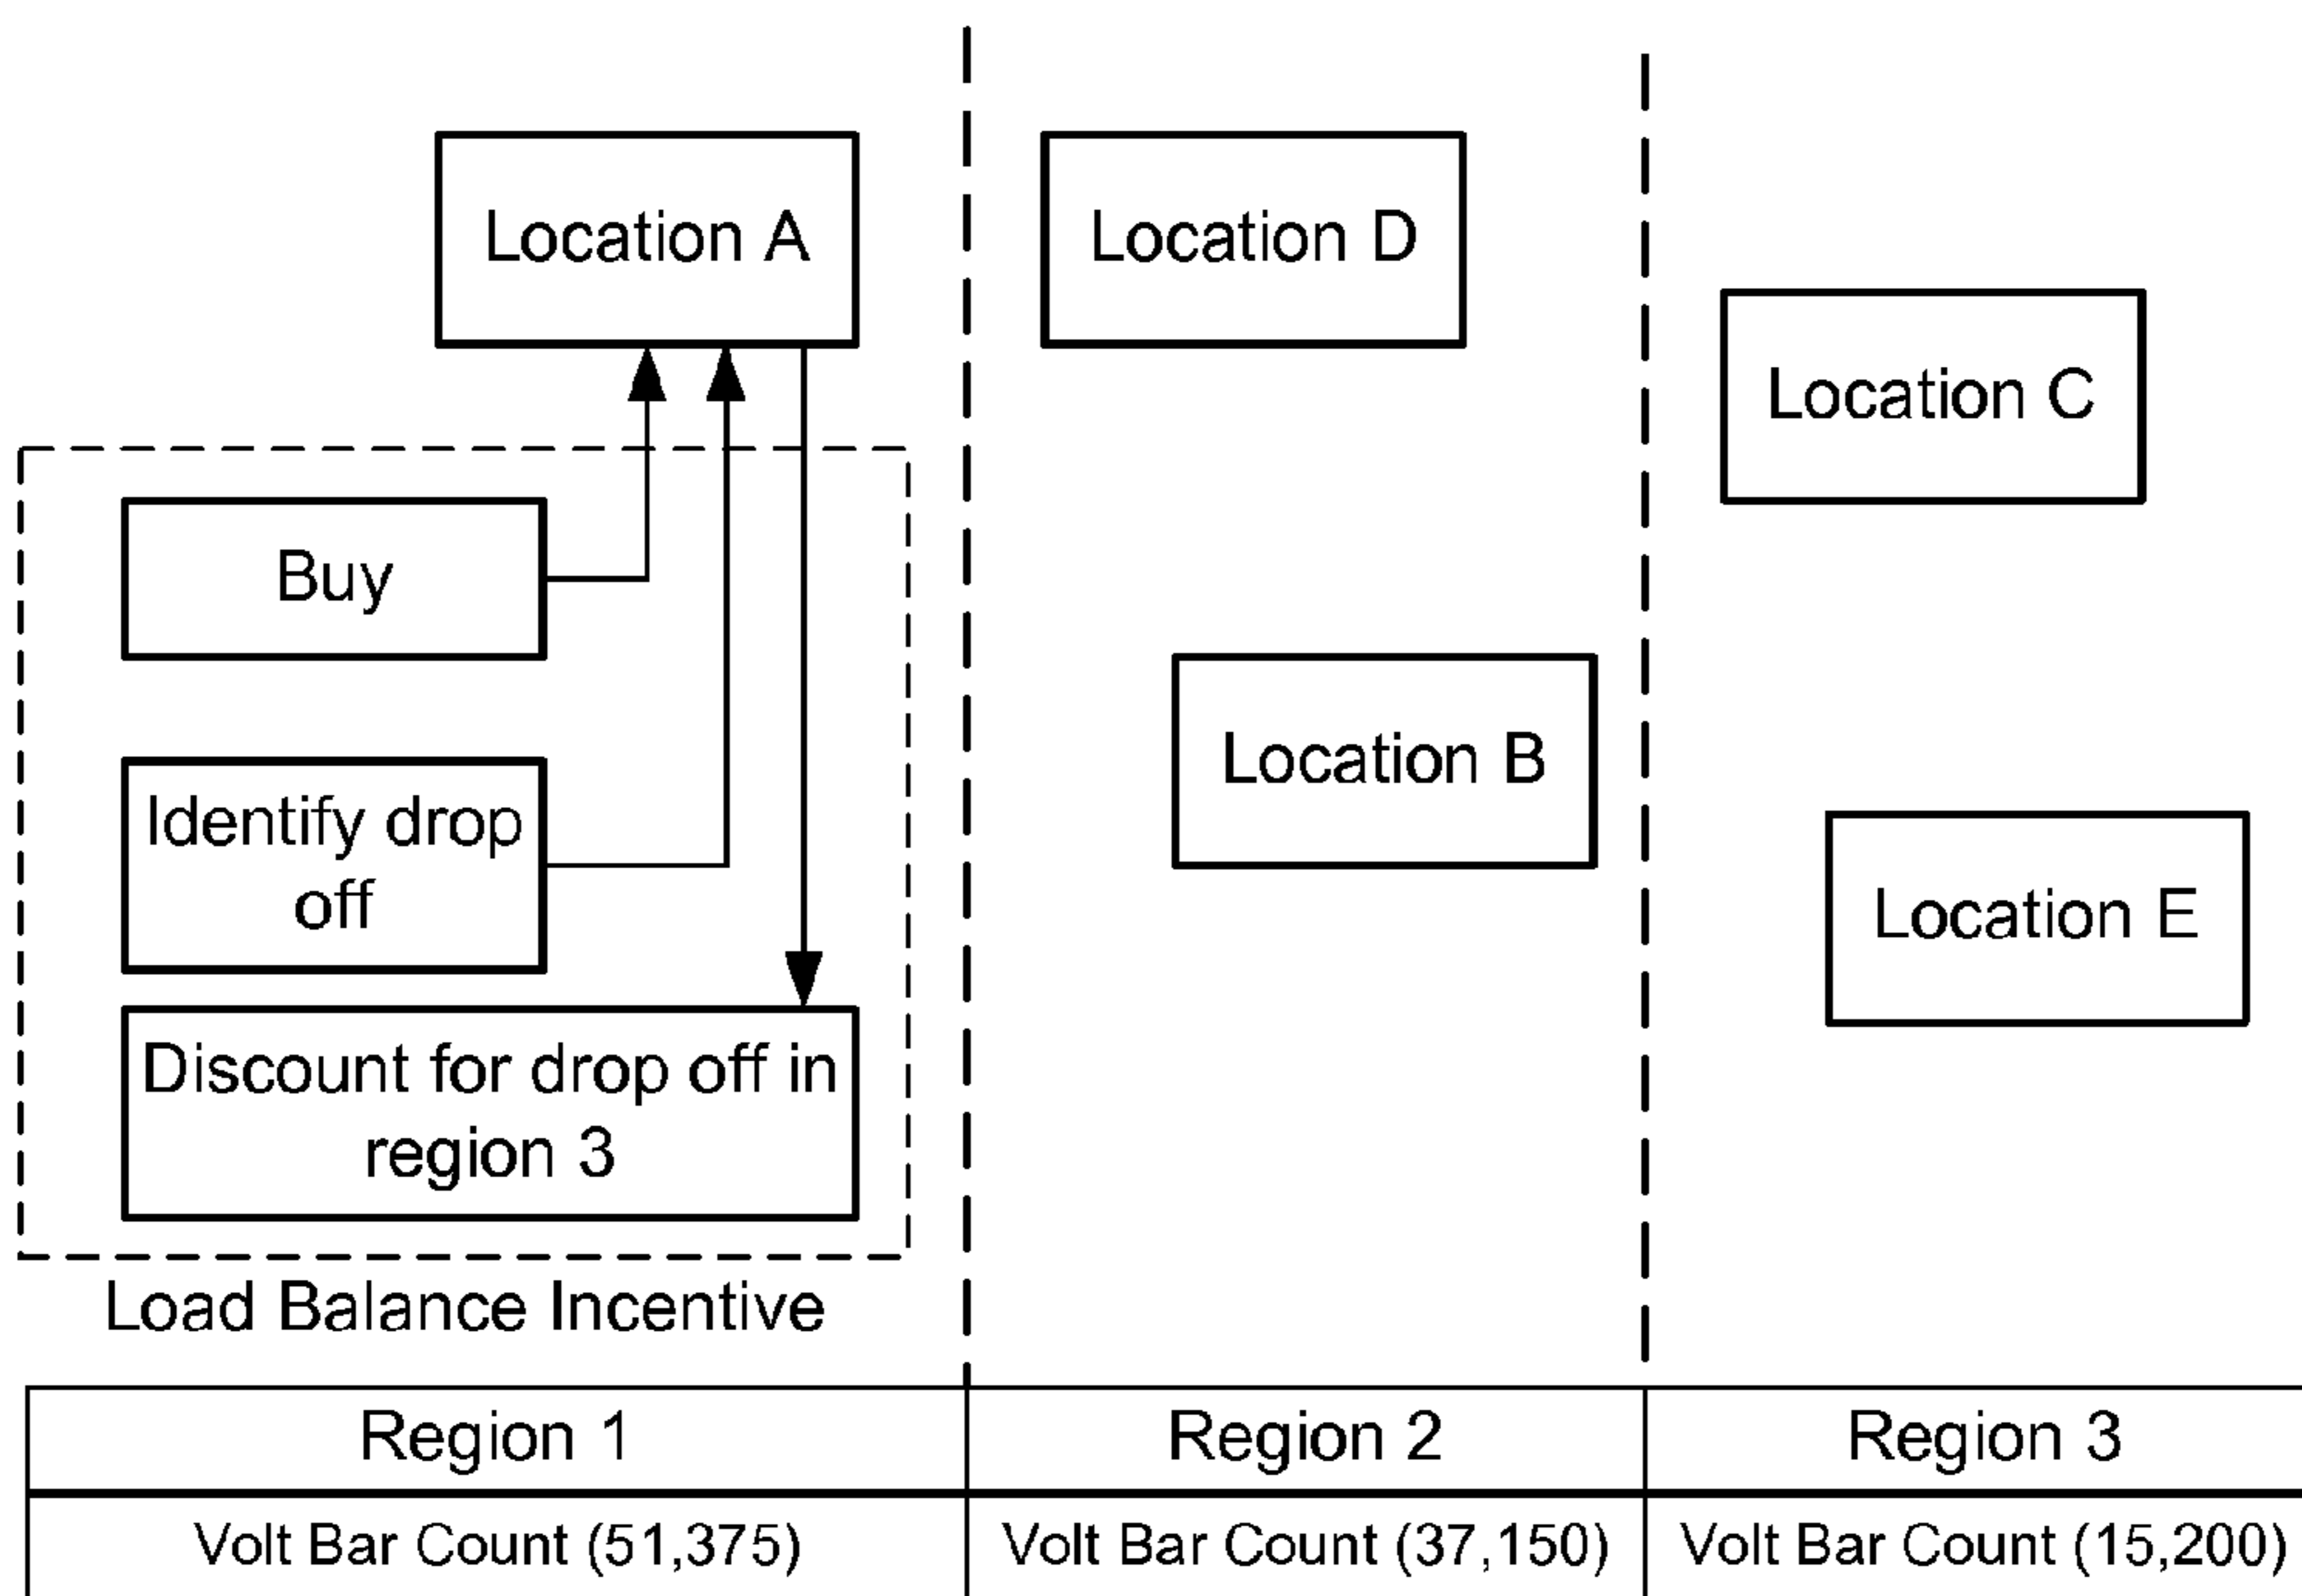 Location A
Location D
Location C
Buy
Location B
Identify drop
off
Location E
Discount for drop off in
region 3
Load Balance Incentive
Region 1
Region 2
Region 3
Volt Bar Count (51,375)
Volt Bar Count (37,150)
Volt Bar Count (15,200)